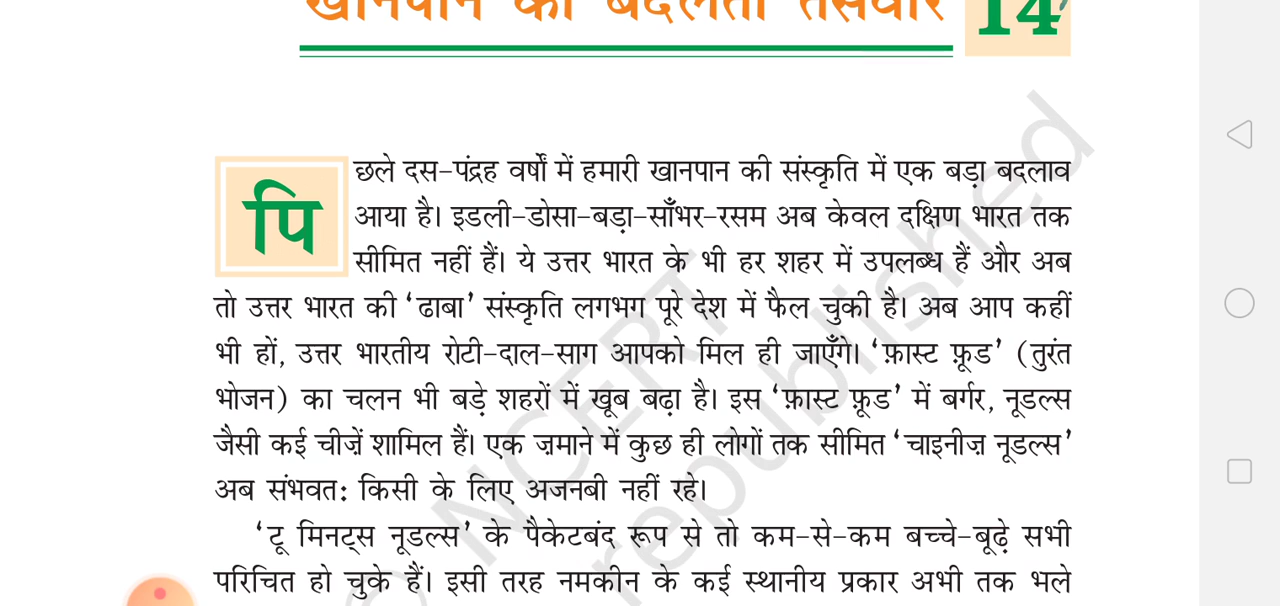 खानपान की बदलती तसवीर 14
पिछले दस-पंद्रह वर्षों में हमारी खानपान की संस्कृति में एक बड़ा बदलाव
आया है। इडली-डोसा-बड़ा-साँभर-रसम अब केवल दक्षिण भारत तक
सीमित नहीं हैं। ये उत्तर भारत के भी हर शहर में उपलब्ध हैं और अब
तो उत्तर भारत की ‘ढाबा’ संस्कृति लगभग पूरे देश में फैल चुकी है। अब आप कहीं
भी हों, उत्तर भारतीय रोटी-दाल-साग आपको मिल ही जाएँगे। ‘फ़ास्ट फ़ूड’ (तुरंत
भोजन) का चलन भी बड़े शहरों में खूब बढ़ा है। इस ‘फ़ास्ट फ़ूड’ में बर्गर, नूडल्स
जैसी कई चीज़ें शामिल हैं। एक ज़माने में कुछ ही लोगों तक सीमित ‘चाइनीज़ नूडल्स’
अब संभवतः किसी के लिए अजनबी नहीं रहे।
‘टू मिनट्स नूडल्स’ के पैकेटबंद रूप से तो कम-से-कम बच्चे-बूढ़े सभी
परिचित हो चुके हैं। इसी तरह नमकीन के कई स्थानीय प्रकार अभी तक भले
© NCERT
republished